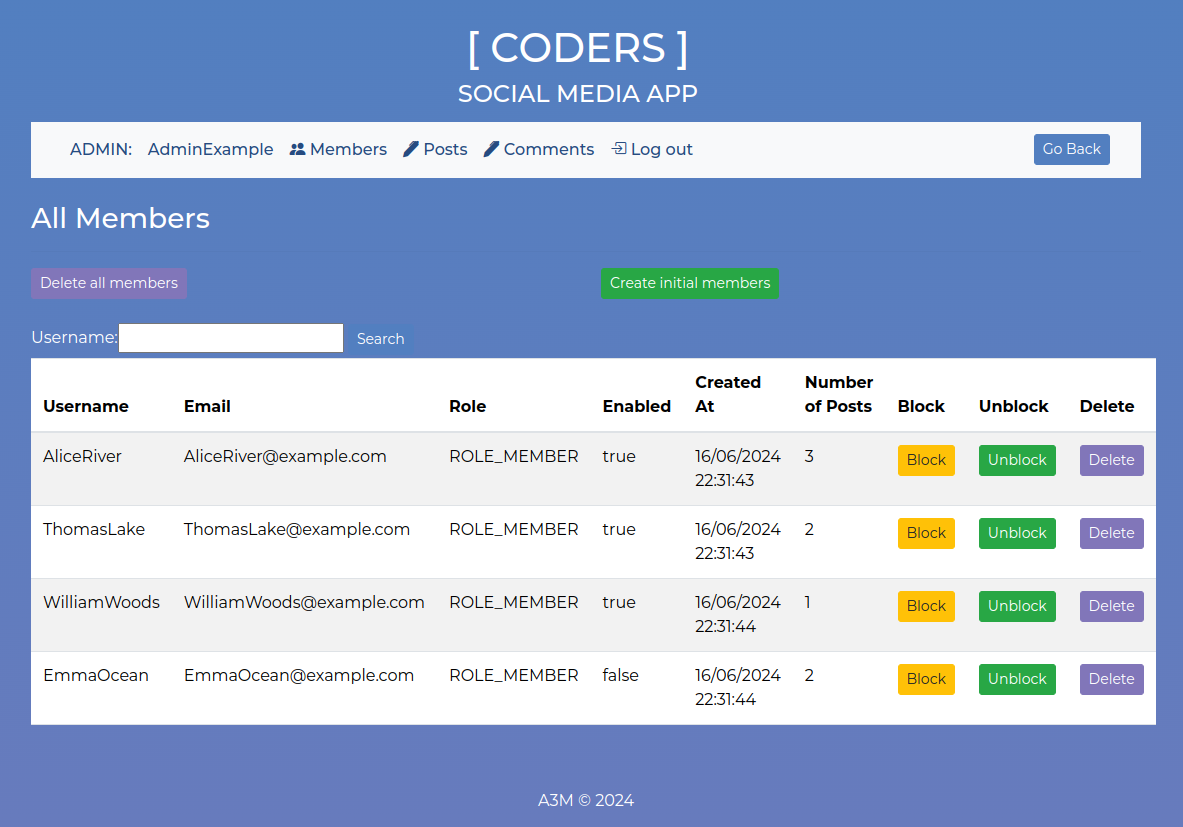 [ CODERS ]
SOCIAL MEDIA APP
ADMIN: AdminExample Members Posts Comments Log out Go Back
All Members
Delete all members Create initial members
Username: Search
Username Email Role Enabled Created At Number of Posts Block Unblock Delete
AliceRiver AliceRiver@example.com ROLE_MEMBER true 16/06/2024 22:31:43 3 Block Unblock Delete
ThomasLake ThomasLake@example.com ROLE_MEMBER true 16/06/2024 22:31:43 2 Block Unblock Delete
WilliamWoods WilliamWoods@example.com ROLE_MEMBER true 16/06/2024 22:31:44 1 Block Unblock Delete
EmmaOcean EmmaOcean@example.com ROLE_MEMBER false 16/06/2024 22:31:44 2 Block Unblock Delete
A3M © 2024